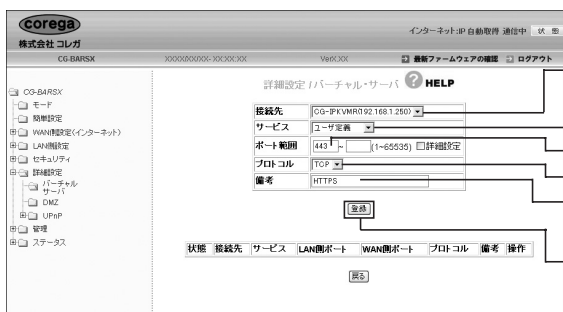 corega
株式会社 コレガ
インターネット:IP 自動取得 通信中 状 態
CG-BARSX XXXX/XX/XX- XX:XX:XX Ver.X.XX 最新ファームウェアの確認 ログアウト
CG-BARSX
モード
簡単設定
WAN側設定(インターネット)
LAN側設定
セキュリティ
詳細設定
バーチャル
サーバ
DMZ
UPnP
管理
ステータス
詳細設定 / バーチャル・サーバ ? HELP
接続先 CG-IPKVMR(192.168.1.250)
サービス ユーザ定義
ポート範囲 443 ~ (1~65535) 詳細設定
プロトコル TCP
備考 HTTPS
登録
状態 接続先 サービス LAN側ポート WAN側ポート プロトコル 備考 操作
戻る